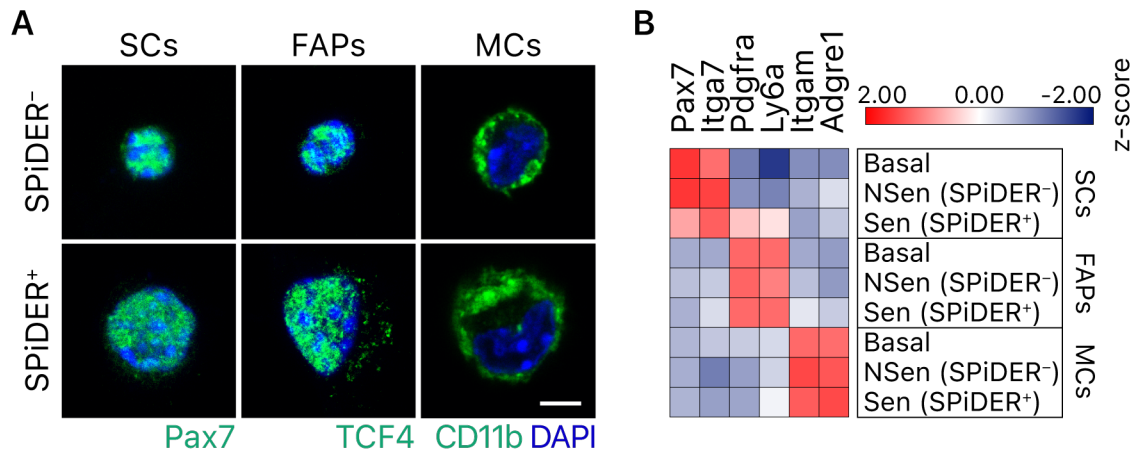 A
SCs FAPs MCs
SPiDER⁻
SPiDER⁺
Pax7 TCF4 CD11b DAPI
B
Pax7 Itga7 Pdgfra Ly6a Itgam Adgre1
2.00 0.00 -2.00
z-score
Basal
NSen (SPiDER⁻)
Sen (SPiDER⁺)
SCs
Basal
NSen (SPiDER⁻)
Sen (SPiDER⁺)
FAPs
Basal
NSen (SPiDER⁻)
Sen (SPiDER⁺)
MCs